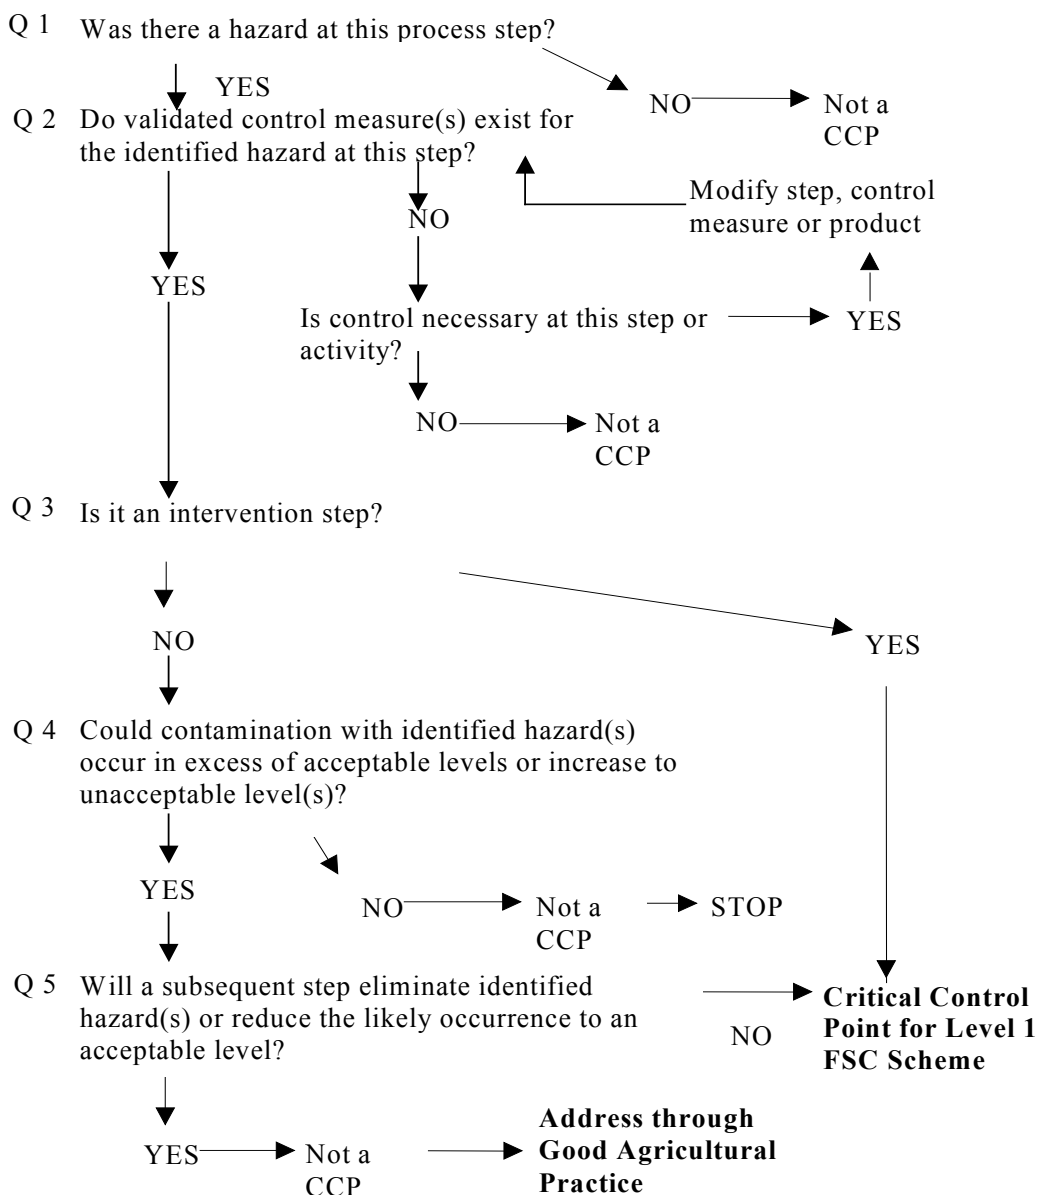 Q 1 Was there a hazard at this process step?
YES
NO
Not a
CCP
Q 2 Do validated control measure(s) exist for
the identified hazard at this step?
Modify step, control
measure or product
NO
YES
Is control necessary at this step or
activity?
YES
NO
Not a
CCP
Q 3 Is it an intervention step?
NO
YES
Q 4 Could contamination with identified hazard(s)
occur in excess of acceptable levels or increase to
unacceptable level(s)?
YES
NO
Not a
CCP
STOP
Q 5 Will a subsequent step eliminate identified
hazard(s) or reduce the likely occurrence to an
acceptable level?
NO
Critical Control
Point for Level 1
FSC Scheme
YES
Not a
CCP
Address through
Good Agricultural
Practice